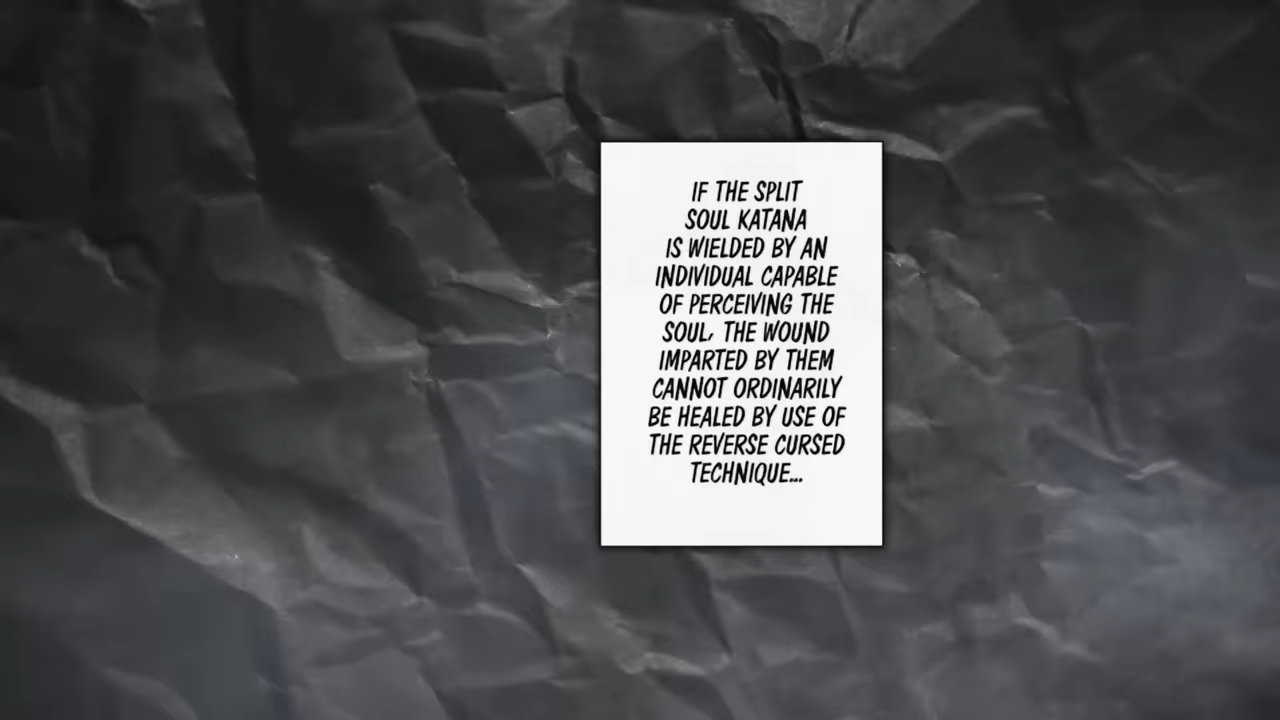 IF THE SPLIT
SOUL KATANA
IS WIELDED BY AN
INDIVIDUAL CAPABLE
OF PERCEIVING THE
SOUL, THE WOUND
IMPARTED BY THEM
CANNOT ORDINARILY
BE HEALED BY USE OF
THE REVERSE CURSED
TECHNIQUE...